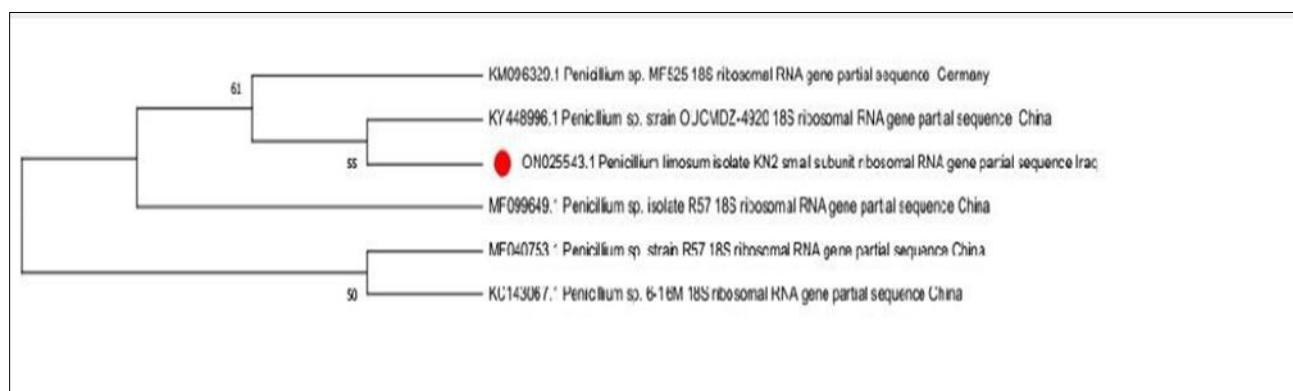 61
KM096320.1 Penicillium sp. MF525 18S ribosomal RNA gene partial sequence Germany
KY448996.1 Penicillium sp. strain OUCMDZ-4920 18S ribosomal RNA gene partial sequence China
55
ON025543.1 Penicillium limosum isolate KN2 small subunit ribosomal RNA gene partial sequence Iraq
MF099649.1 Penicillium sp. isolate R57 18S ribosomal RNA gene partial sequence China
MF040753.1 Penicillium sp. strain R57 18S ribosomal RNA gene partial sequence China
50
KC143067.1 Penicillium sp. 6-16M 18S ribosomal RNA gene partial sequence China